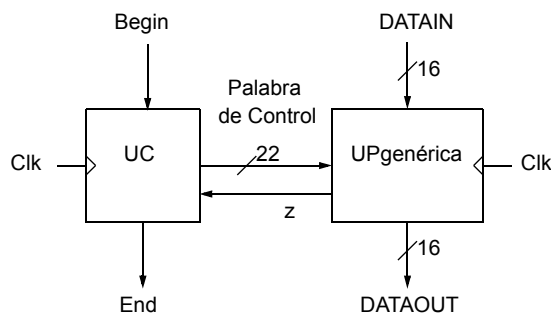 Begin
DATAIN
16
Palabra
de Control
Clk
UC
22
UPgenérica
Clk
z
16
End
DATAOUT